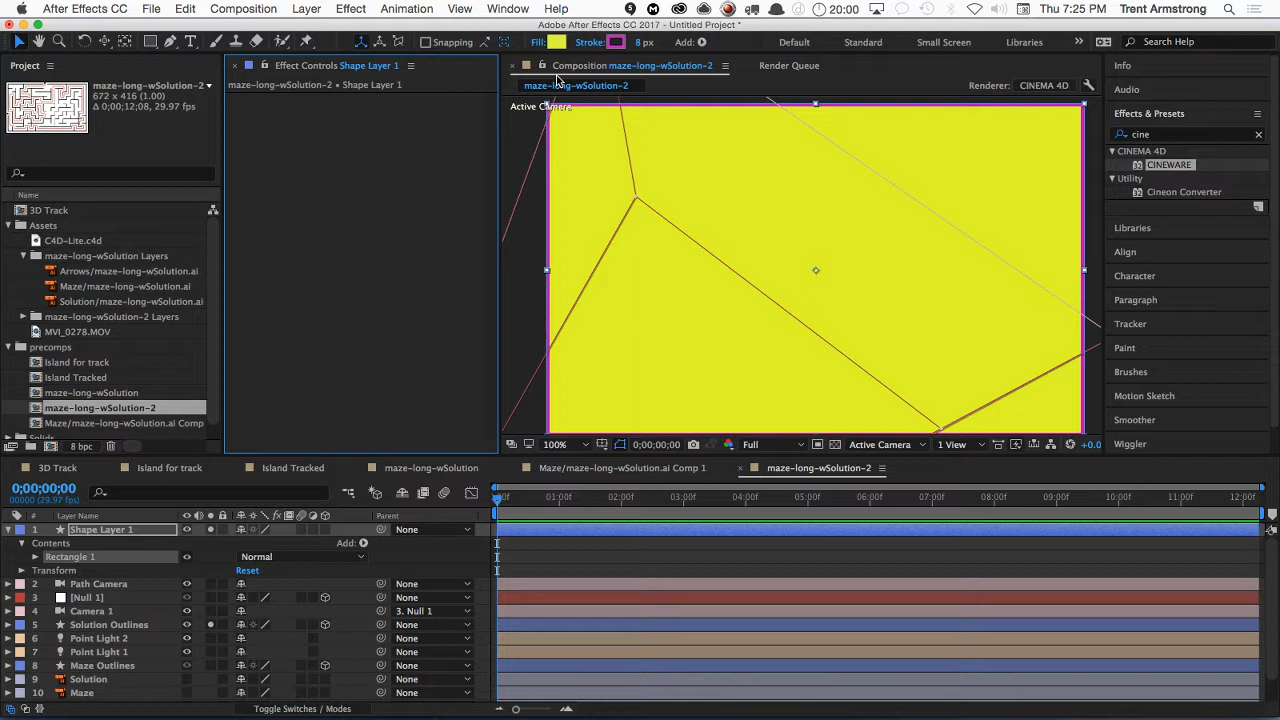 After Effects CC File Edit Composition Layer Effect Animation View Window Help 20:00 Thu 7:25 PM Trent Armstrong
Adobe After Effects CC 2017 - Untitled Project *
Snapping Fill: Stroke: 8 px Add: Default Standard Small Screen Libraries Search Help
Project Effect Controls Shape Layer 1 Composition maze-long-wSolution-2 Render Queue Info
maze-long-wSolution-2 maze-long-wSolution-2 • Shape Layer 1 maze-long-wSolution-2 Renderer: CINEMA 4D Audio
672 x 416 (1.00)
Δ 0;00;12;08, 29.97 fps
Active Camera
Effects & Presets
cine
CINEMA 4D
CINEWARE
Utility
Cineon Converter
Libraries
Align
Character
Paragraph
Tracker
Paint
Brushes
Motion Sketch
Smoother
Wiggler
Name
3D Track
Assets
C4D-Lite.c4d
maze-long-wSolution Layers
Arrows/maze-long-wSolution.ai
Maze/maze-long-wSolution.ai
Solution/maze-long-wSolution.ai
maze-long-wSolution-2 Layers
MVI_0278.MOV
precomps
Island for track
Island Tracked
maze-long-wSolution
maze-long-wSolution-2
Maze/maze-long-wSolution.ai Comp
8 bpc 100% 0;00;00;00 Full Active Camera 1 View +0.0
3D Track Island for track Island Tracked maze-long-wSolution Maze/maze-long-wSolution.ai Comp 1 maze-long-wSolution-2
0;00;00;00
00000 (29.97 fps)
01:00f 02:00f 03:00f 04:00f 05:00f 06:00f 07:00f 08:00f 09:00f 10:00f 11:00f 12:00f
# Layer Name Parent
1 Shape Layer 1 None
Contents Add:
Rectangle 1 Normal
Transform Reset
2 Path Camera None
3 [Null 1] None
4 Camera 1 3. Null 1
5 Solution Outlines None
6 Point Light 2 None
7 Point Light 1 None
8 Maze Outlines None
9 Solution None
10 Maze None
Toggle Switches / Modes